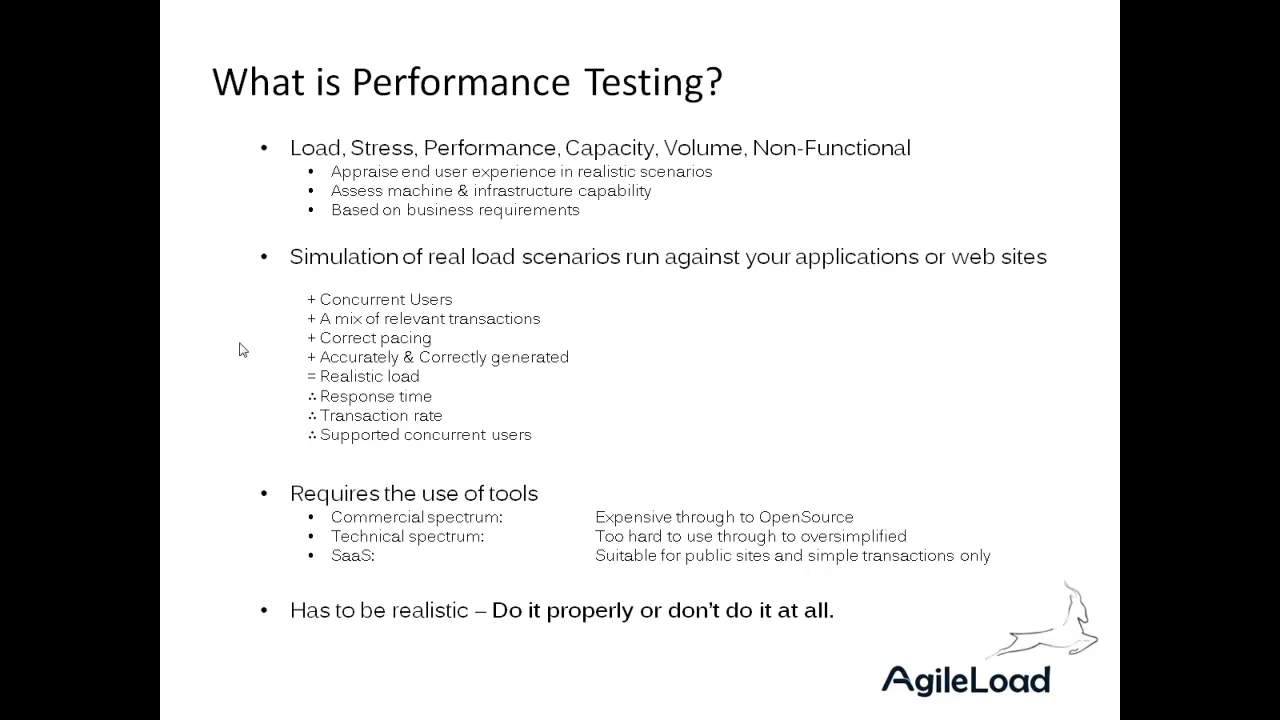 What is Performance Testing?
• Load, Stress, Performance, Capacity, Volume, Non-Functional
• Appraise end user experience in realistic scenarios
• Assess machine & infrastructure capability
• Based on business requirements
• Simulation of real load scenarios run against your applications or web sites
+ Concurrent Users
+ A mix of relevant transactions
+ Correct pacing
+ Accurately & Correctly generated
= Realistic load
∴ Response time
∴ Transaction rate
∴ Supported concurrent users
• Requires the use of tools
• Commercial spectrum: Expensive through to OpenSource
• Technical spectrum: Too hard to use through to oversimplified
• SaaS: Suitable for public sites and simple transactions only
• Has to be realistic – Do it properly or don't do it at all.
AgileLoad